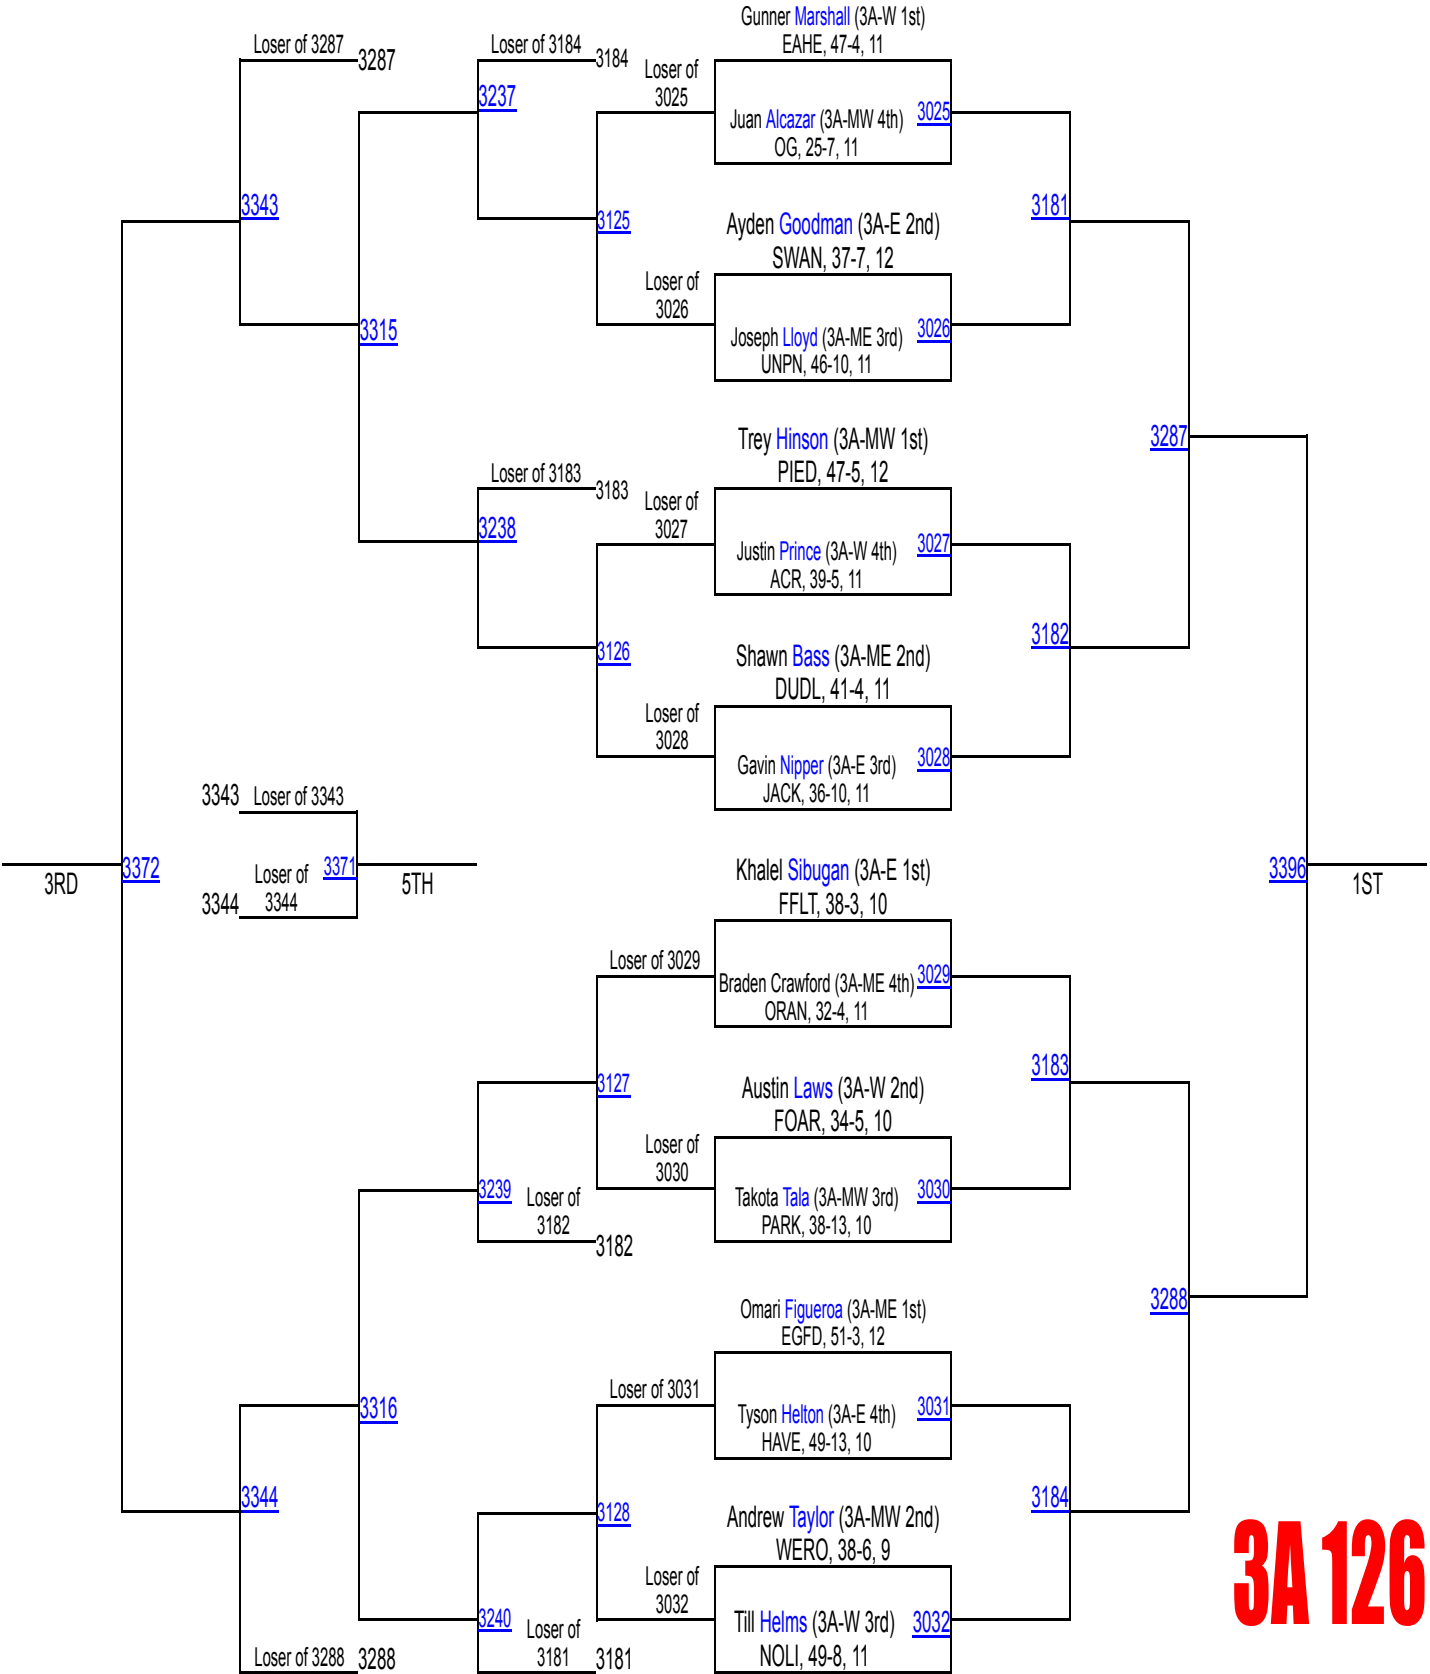 Gunner Marshall (3A-W 1st)
EAHE, 47-4, 11
Loser of 3287
3287
Loser of 3184
3184
Loser of
3025
3237
Juan Alcazar (3A-MW 4th)
3025
OG, 25-7, 11
3343
3125
Ayden Goodman (3A-E 2nd)
SWAN, 37-7, 12
3181
Loser of
3026
3315
Joseph Lloyd (3A-ME 3rd)
3026
UNPN, 46-10, 11
Trey Hinson (3A-MW 1st)
PIED, 47-5, 12
3287
Loser of 3183
3183
Loser of
3027
3238
Justin Prince (3A-W 4th)
3027
ACR, 39-5, 11
3126
Shawn Bass (3A-ME 2nd)
DUDL, 41-4, 11
3182
Loser of
3028
Gavin Nipper (3A-E 3rd)
3028
JACK, 36-10, 11
3343
Loser of 3343
3RD
3372
3344
Loser of
3344
3371
5TH
Khalel Sibugan (3A-E 1st)
FFLT, 38-3, 10
3396
1ST
Loser of 3029
Braden Crawford (3A-ME 4th)
3029
ORAN, 32-4, 11
3127
Austin Laws (3A-W 2nd)
FOAR, 34-5, 10
3183
Loser of
3030
3239
Loser of
3182
3182
Takota Tala (3A-MW 3rd)
3030
PARK, 38-13, 10
Omari Figueroa (3A-ME 1st)
EGFD, 51-3, 12
3288
3316
Loser of 3031
Tyson Helton (3A-E 4th)
3031
HAVE, 49-13, 10
3344
3128
Andrew Taylor (3A-MW 2nd)
WERO, 38-6, 9
3184
Loser of
3032
3240
Loser of
3181
3181
Till Helms (3A-W 3rd)
3032
NOLI, 49-8, 11
Loser of 3288
3288
3A 126